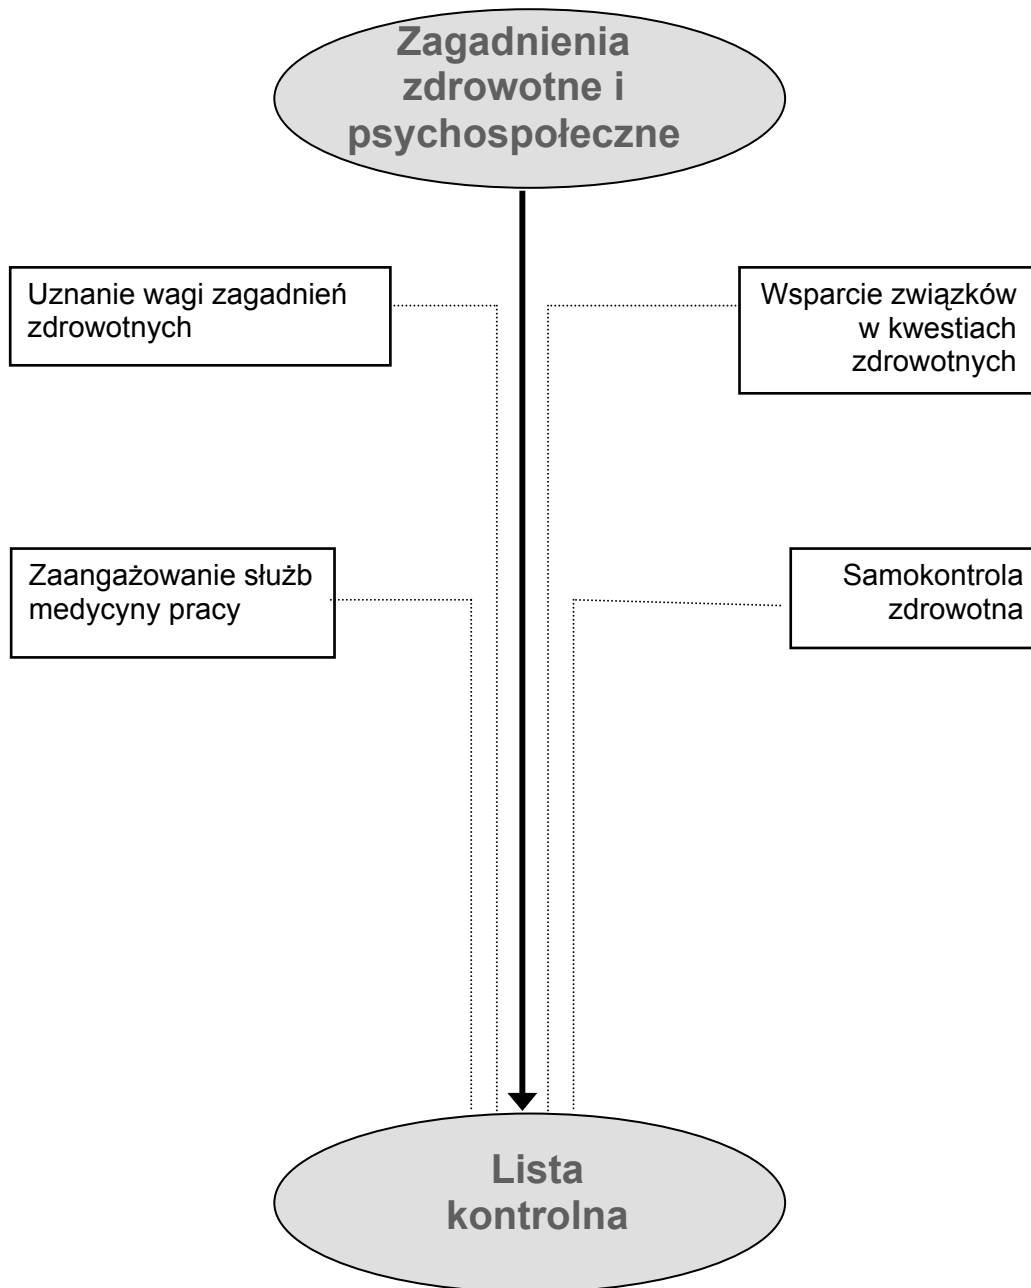 Zagadnienia
zdrowotne i
psychospołeczne
Uznanie wagi zagadnień
zdrowotnych
Wsparcie związków
w kwestiach
zdrowotnych
Zaangażowanie służb
medycyny pracy
Samokontrola
zdrowotna
Lista
kontrolna